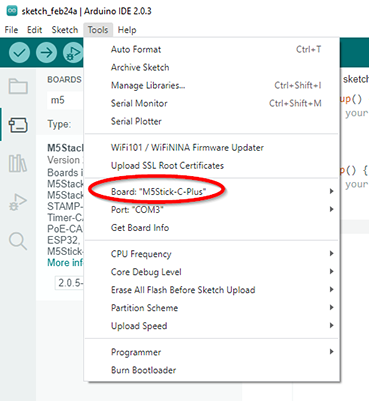 sketch_feb24a | Arduino IDE 2.0.3
File Edit Sketch Tools Help
Auto Format Ctrl+T
Archive Sketch
Manage Libraries... Ctrl+Shift+I
Serial Monitor Ctrl+Shift+M
Serial Plotter
WiFi101 / WiFiNINA Firmware Updater
Upload SSL Root Certificates
Board: "M5Stick-C-Plus"
Port: "COM3"
Get Board Info
CPU Frequency
Core Debug Level
Erase All Flash Before Sketch Upload
Partition Scheme
Upload Speed
Programmer
Burn Bootloader
BOARDS
m5
Type:
M5Stack
Version
Boards i
M5Stack
M5Stack
STAMP-
Timer-CA
PoE-CA
ESP32,
M5Stick-
More info
2.0.5-
sketch
up() {
your
) {
your